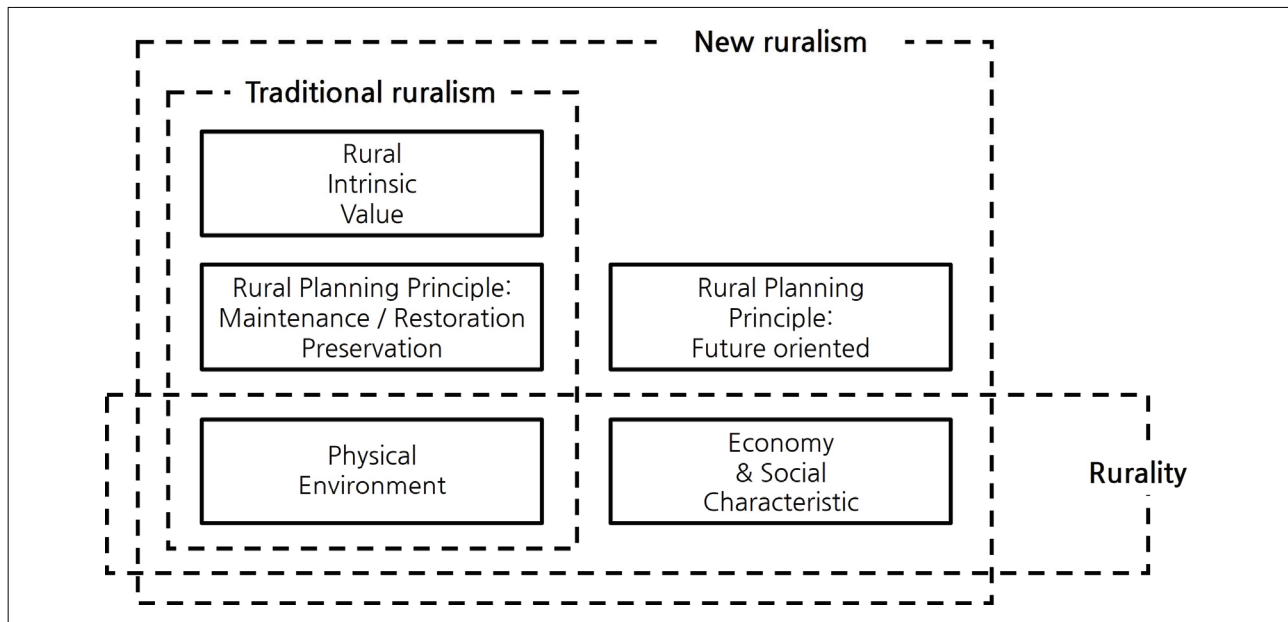 New ruralism
Traditional ruralism
Rural
Intrinsic
Value
Rural Planning Principle:
Maintenance / Restoration
Preservation
Rural Planning
Principle:
Future oriented
Physical
Environment
Economy
& Social
Characteristic
Rurality